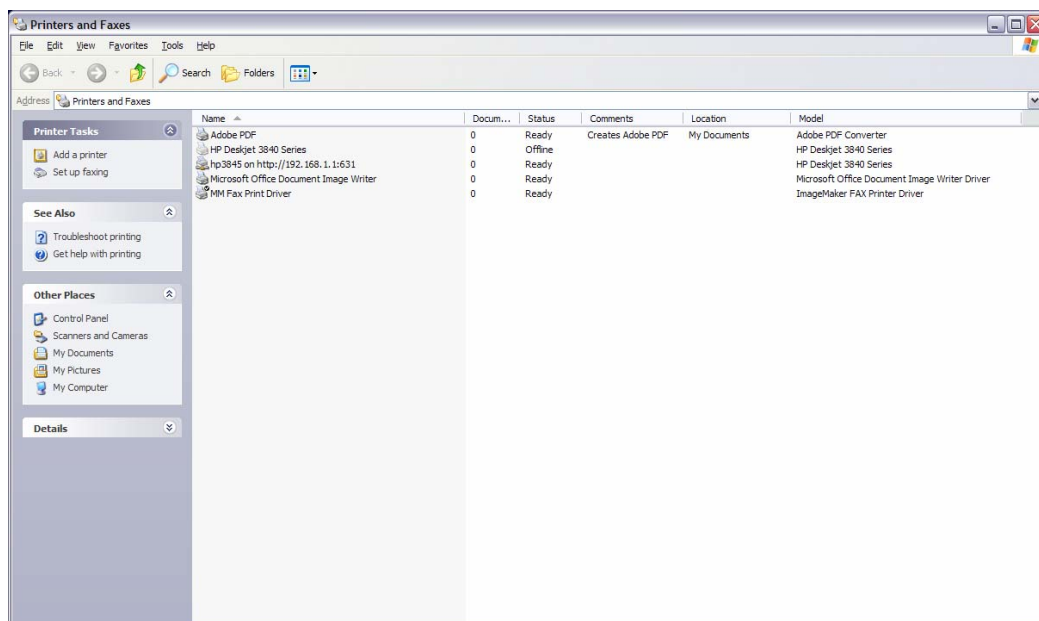 Printers and Faxes
File Edit View Favorites Tools Help
Back Search Folders
Address Printers and Faxes
Printer Tasks
Add a printer
Set up faxing
See Also
Troubleshoot printing
Get help with printing
Other Places
Control Panel
Scanners and Cameras
My Documents
My Pictures
My Computer
Details
Name Docum... Status Comments Location Model
Adobe PDF 0 Ready Creates Adobe PDF My Documents Adobe PDF Converter
HP Deskjet 3840 Series 0 Offline HP Deskjet 3840 Series
hp3845 on http://192.168.1.1:631 0 Ready HP Deskjet 3840 Series
Microsoft Office Document Image Writer 0 Ready Microsoft Office Document Image Writer Driver
MM Fax Print Driver 0 Ready ImageMaker FAX Printer Driver